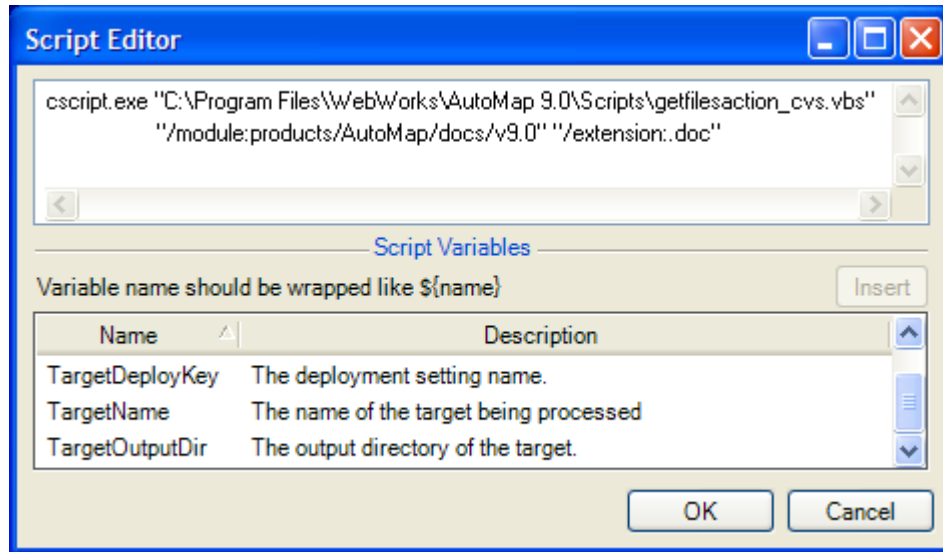 Script Editor
cscript.exe "C:\Program Files\WebWorks\AutoMap 9.0\Scripts\getfilesaction_cvs.vbs"
"/module:products/AutoMap/docs/v9.0" "/extension:.doc"
Script Variables
Variable name should be wrapped like ${name}
Insert
Name Description
TargetDeployKey The deployment setting name.
TargetName The name of the target being processed
TargetOutputDir The output directory of the target.
OK Cancel